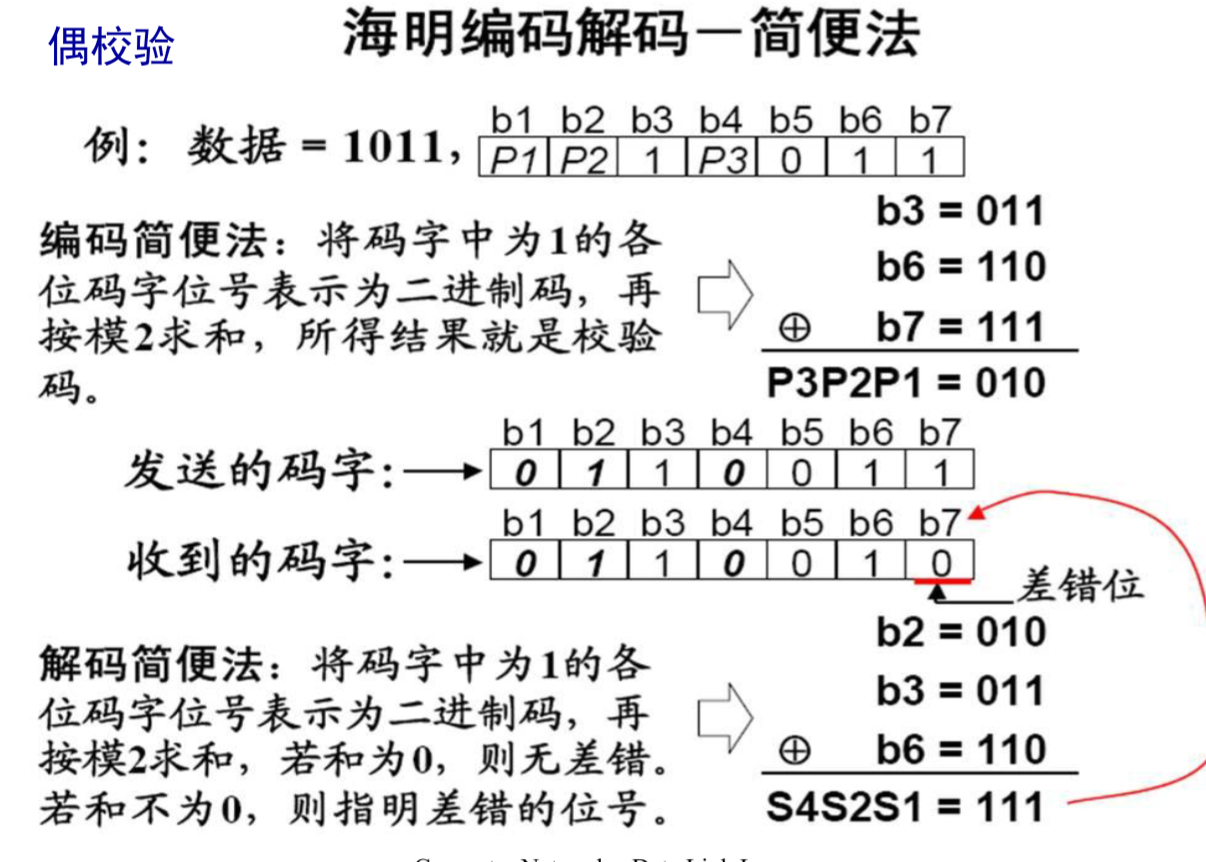 偶校验
海明编码解码－简便法
b1 b2 b3 b4 b5 b6 b7
例：数据 = 1011, P1 P2 1 P3 0 1 1
编码简便法：将码字中为1的各
位码字位号表示为二进制码，再
按模2求和，所得结果就是校验
码。
b3 = 011
b6 = 110
⊕ b7 = 111
P3P2P1 = 010
b1 b2 b3 b4 b5 b6 b7
发送的码字: 0 1 1 0 0 1 1
b1 b2 b3 b4 b5 b6 b7
收到的码字: 0 1 1 0 0 1 0
差错位
解码简便法：将码字中为1的各
位码字位号表示为二进制码，再
按模2求和，若和为0，则无差错。
若和不为0，则指明差错的位号。
b2 = 010
b3 = 011
⊕ b6 = 110
S4S2S1 = 111